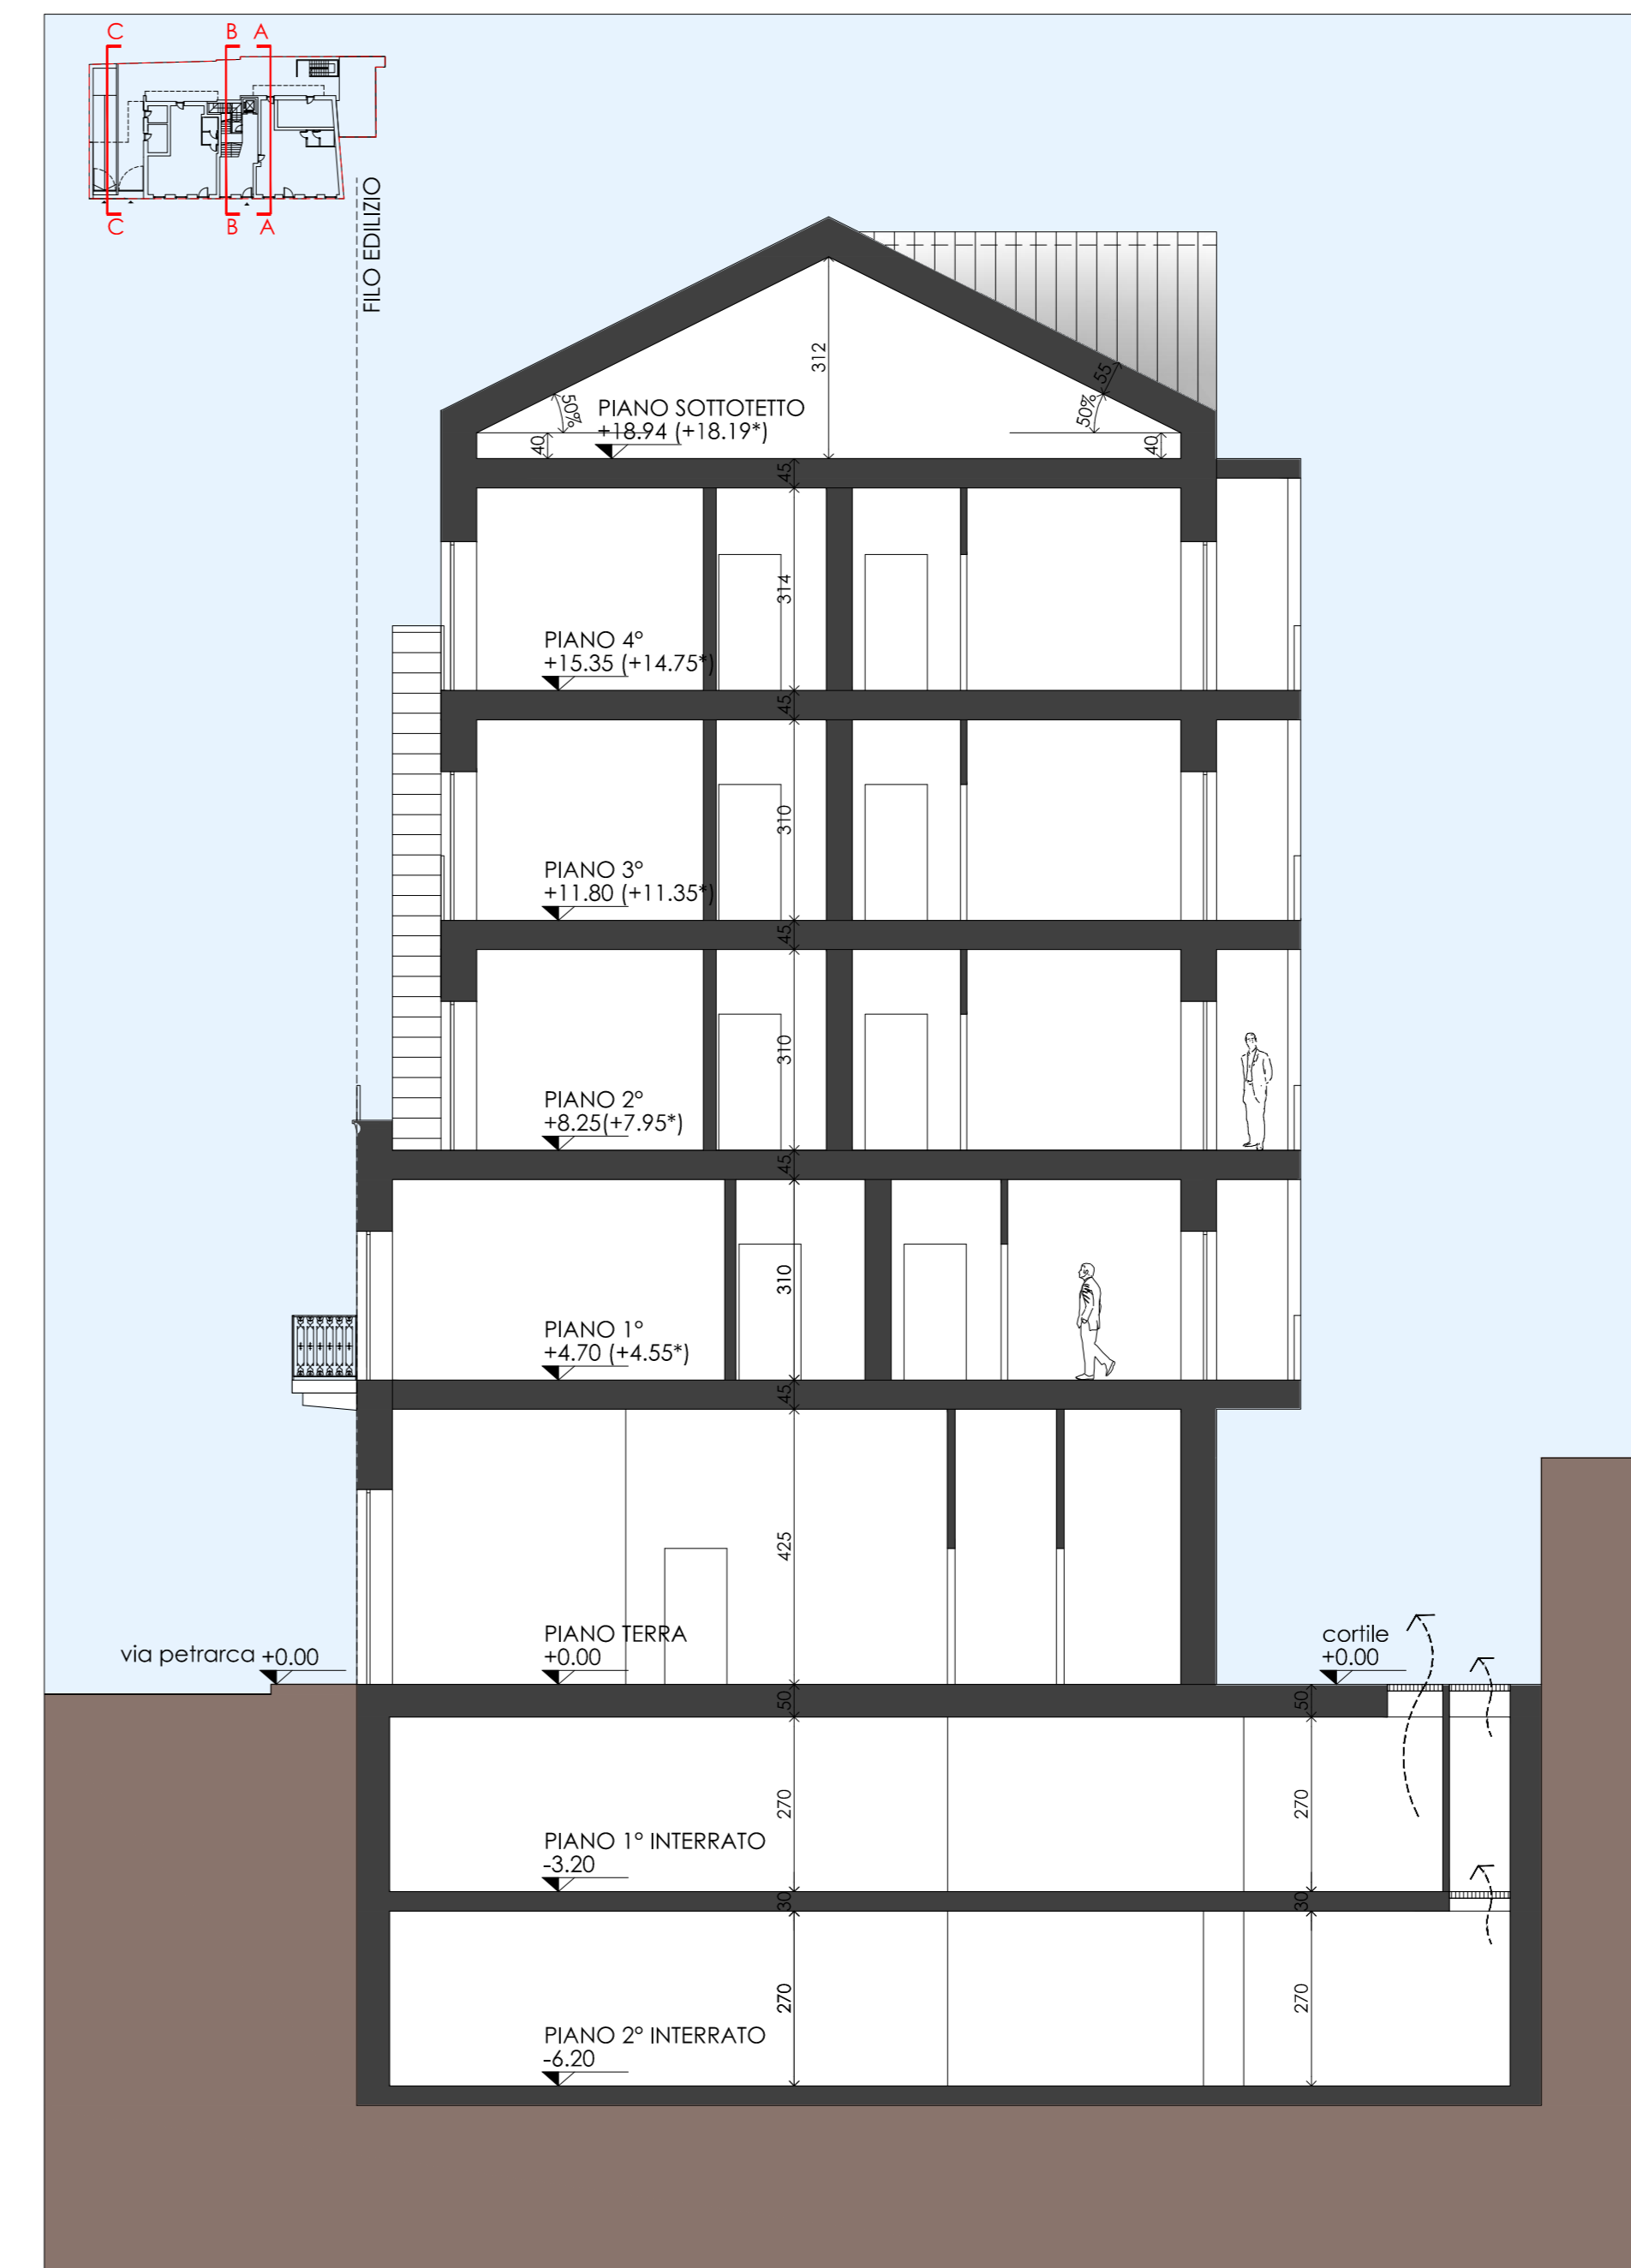 C
B A
C
B A
FILO EDILIZIO
312
55
50%
50%
PIANO SOTTOTETTO
+18.94 (+18.19*)
40
40
45
314
PIANO 4°
+15.35 (+14.75*)
45
310
PIANO 3°
+11.80 (+11.35*)
45
310
PIANO 2°
+8.25(+7.95*)
45
310
PIANO 1°
+4.70 (+4.55*)
45
425
PIANO TERRA
+0.00
via petrarca +0.00
cortile
+0.00
50
50
270
270
PIANO 1° INTERRATO
-3.20
30
30
270
270
PIANO 2° INTERRATO
-6.20